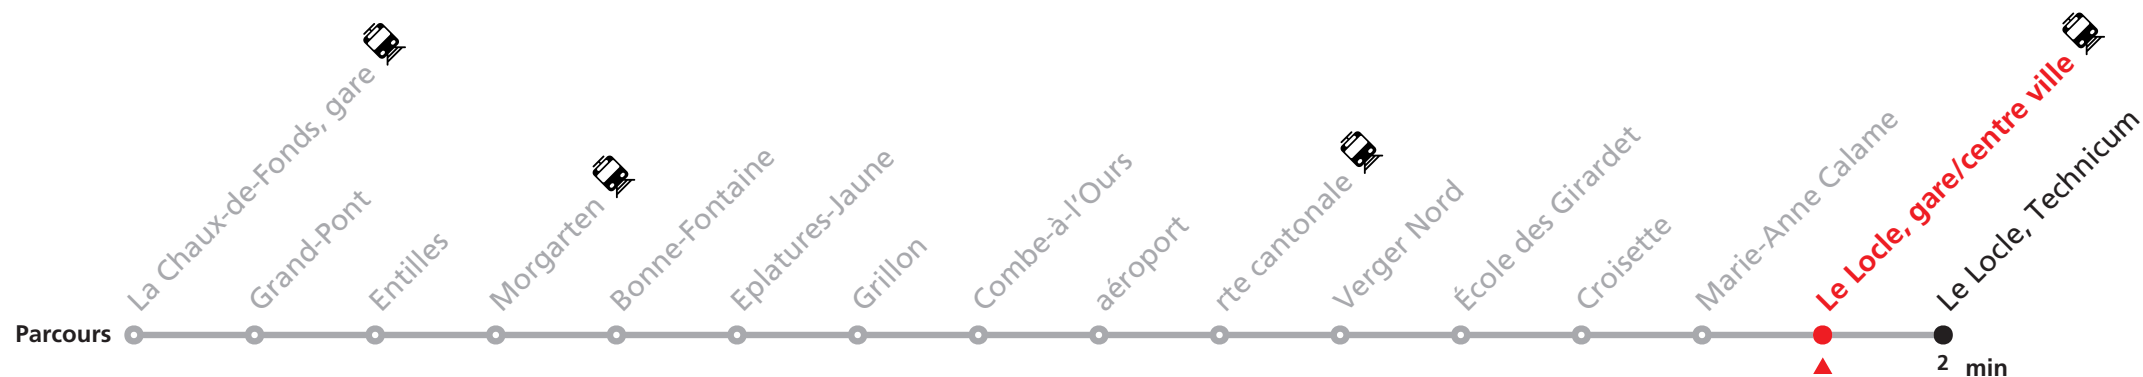 La Chaux-de-Fonds, gare
Grand-Pont
Entilles
Morgarten
Bonne-Fontaine
Eplatures-Jaune
Grillon
Combe-à-l'Ours
aéroport
rte cantonale
Verger Nord
École des Girardet
Croisette
Marie-Anne Calame
Le Locle, gare/centre ville
Le Locle, Technicum
Parcours
2 min